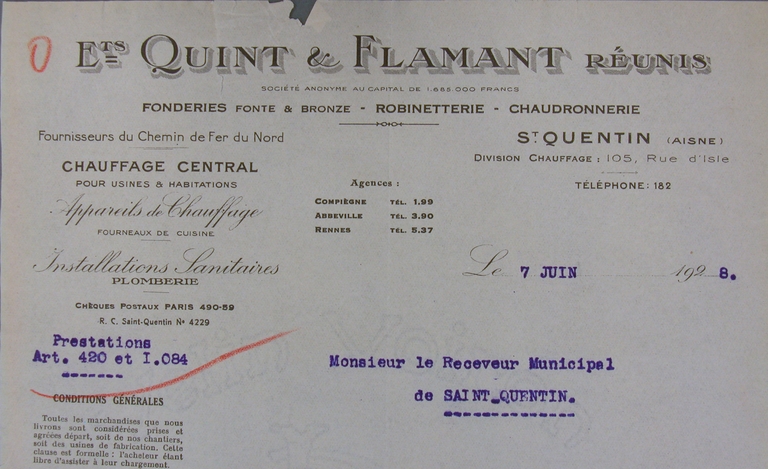 0
ETS QUINT & FLAMANT RÉUNIS
SOCIÉTÉ ANONYME AU CAPITAL DE 1.685.000 FRANCS
FONDERIES FONTE & BRONZE - ROBINETTERIE - CHAUDRONNERIE
Fournisseurs du Chemin de Fer du Nord
CHAUFFAGE CENTRAL
POUR USINES & HABITATIONS
Appareils de Chauffage
FOURNEAUX DE CUISINE
Installations Sanitaires
PLOMBERIE
CHÈQUES POSTAUX PARIS 490-59
R. C. Saint-Quentin No 4229
Agences :
COMPIÈGNE TÉL. 1.99
ABBEVILLE TÉL. 3.90
RENNES TÉL. 5.37
ST QUENTIN (AISNE)
DIVISION CHAUFFAGE : 105, Rue d'Isle
TÉLÉPHONE : 182
Le 7 JUIN 1928.
Prestations
Art. 420 et I.084
Monsieur le Receveur Municipal
de SAINT-QUENTIN.
CONDITIONS GÉNÉRALES
Toutes les marchandises que nous
livrons sont considérées prises et
agréées départ, soit de nos chantiers,
soit des usines de fabrication. Cette
clause est formelle : l'acheteur étant
libre d'assister à leur chargement.